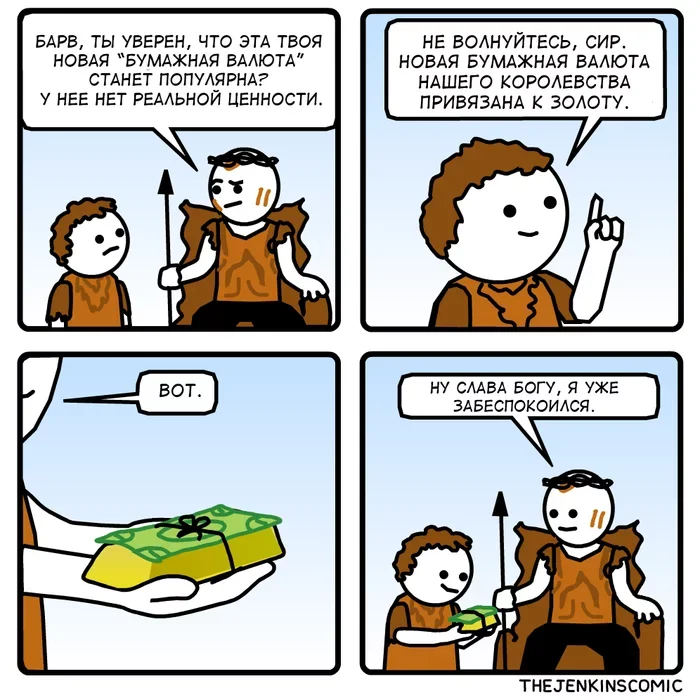 БАРВ, ТЫ УВЕРЕН, ЧТО ЭТА ТВОЯ
НОВАЯ “БУМАЖНАЯ ВАЛЮТА”
СТАНЕТ ПОПУЛЯРНА?
У НЕЕ НЕТ РЕАЛЬНОЙ ЦЕННОСТИ.
НЕ ВОЛНУЙТЕСЬ, СИР.
НОВАЯ БУМАЖНАЯ ВАЛЮТА
НАШЕГО КОРОЛЕВСТВА
ПРИВЯЗАНА К ЗОЛОТУ.
ВОТ.
НУ СЛАВА БОГУ, Я УЖЕ
ЗАБЕСПОКОИЛСЯ.
THEJENKINSCOMIC